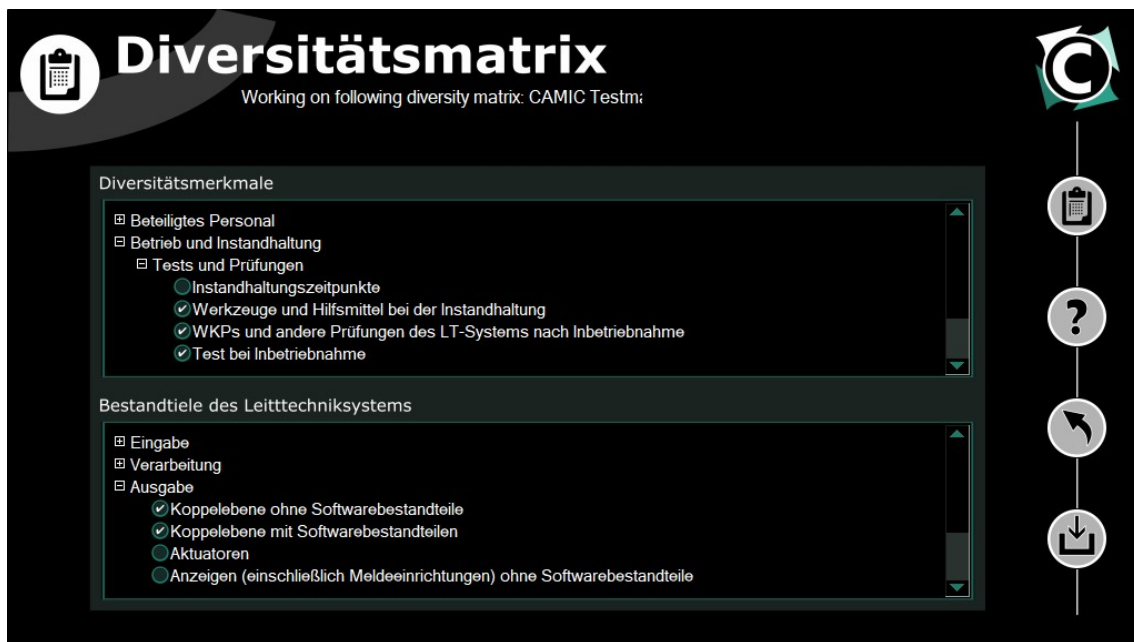 Diversitätsmatrix
Working on following diversity matrix: CAMIC Testm
C
Diversitätsmerkmale
Beteiligtes Personal
Betrieb und Instandhaltung
Tests und Prüfungen
Instandhaltungszeitpunkte
Werkzeuge und Hilfsmittel bei der Instandhaltung
WKPs und andere Prüfungen des LT-Systems nach Inbetriebnahme
Test bei Inbetriebnahme
?
Bestandtiele des Leitttechniksystems
Eingabe
Verarbeitung
Ausgabe
Koppelebene ohne Softwarebestandteile
Koppelebene mit Softwarebestandteilen
Aktuatoren
Anzeigen (einschließlich Meldeeinrichtungen) ohne Softwarebestandteile